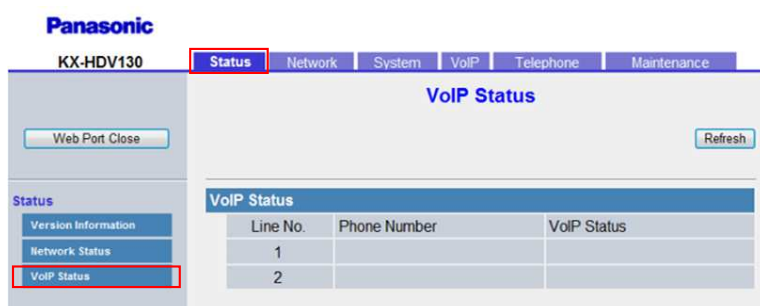 Panasonic
KX-HDV130
Status Network System VoIP Telephone Maintenance
VoIP Status
Web Port Close
Refresh
Status
Version Information
Network Status
VoIP Status
VoIP Status
Line No. Phone Number VoIP Status
1
2